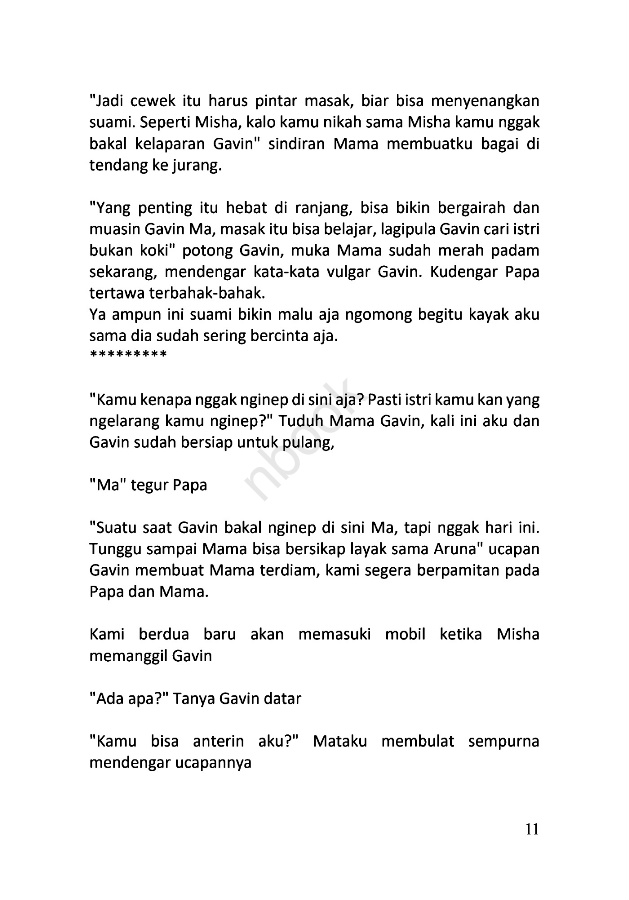 "Jadi cewek itu harus pintar masak, biar bisa menyenangkan
suami. Seperti Misha, kalo kamu nikah sama Misha kamu nggak
bakal kelaparan Gavin" sindiran Mama membuatku bagai di
tendang ke jurang.
"Yang penting itu hebat di ranjang, bisa bikin bergairah dan
muasin Gavin Ma, masak itu bisa belajar, lagipula Gavin cari istri
bukan koki" potong Gavin, muka Mama sudah merah padam
sekarang, mendengar kata-kata vulgar Gavin. Kudengar Papa
tertawa terbahak-bahak.
Ya ampun ini suami bikin malu aja ngomong begitu kayak aku
sama dia sudah sering bercinta aja.
*********
"Kamu kenapa nggak nginep di sini aja? Pasti istri kamu kan yang
ngelarang kamu nginep?" Tuduh Mama Gavin, kali ini aku dan
Gavin sudah bersiap untuk pulang,
"Ma" tegur Papa
"Suatu saat Gavin bakal nginep di sini Ma, tapi nggak hari ini.
Tunggu sampai Mama bisa bersikap layak sama Aruna" ucapan
Gavin membuat Mama terdiam, kami segera berpamitan pada
Papa dan Mama.
Kami berdua baru akan memasuki mobil ketika Misha
memanggil Gavin
"Ada apa?" Tanya Gavin datar
"Kamu bisa anterin aku?" Mataku membulat sempurna
mendengar ucapannya
nbook
11